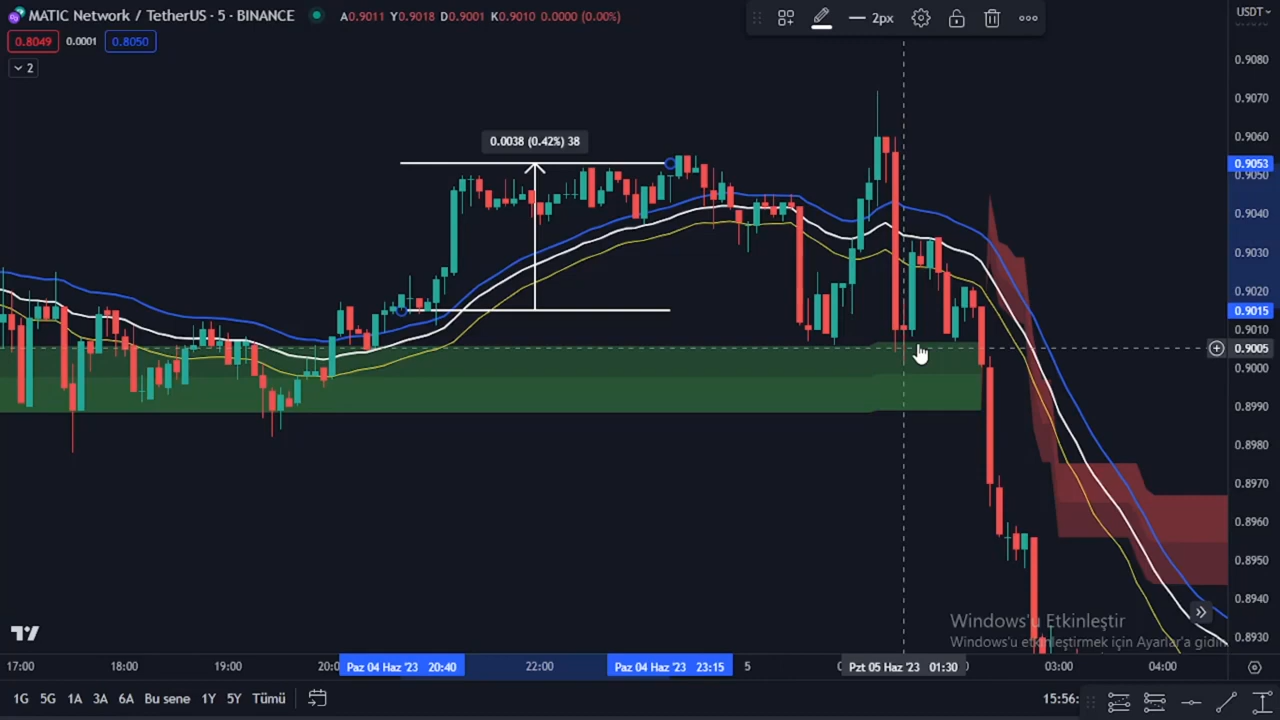 MATIC Network / TetherUS · 5 · BINANCE A0.9011 Y0.9018 D0.9001 K0.9010 0.0000 (0.00%)
2px
USDT
0.8049 0.0001 0.8050
2
0.9080
0.9070
0.9060
0.0038 (0.42%) 38
0.9053
0.9050
0.9040
0.9030
0.9020
0.9015
0.9010
0.9005
0.9000
0.8990
0.8980
0.8970
0.8960
0.8950
0.8940
0.8930
Windows'u Etkinleştir
Windows'u etkinleştirmek için Ayarlar'a gidin
17:00 18:00 19:00 20:0 Paz 04 Haz '23 20:40 22:00 Paz 04 Haz '23 23:15 5 Pzt 05 Haz '23 01:30 03:00 04:00
1G 5G 1A 3A 6A Bu sene 1Y 5Y Tümü 15:56: